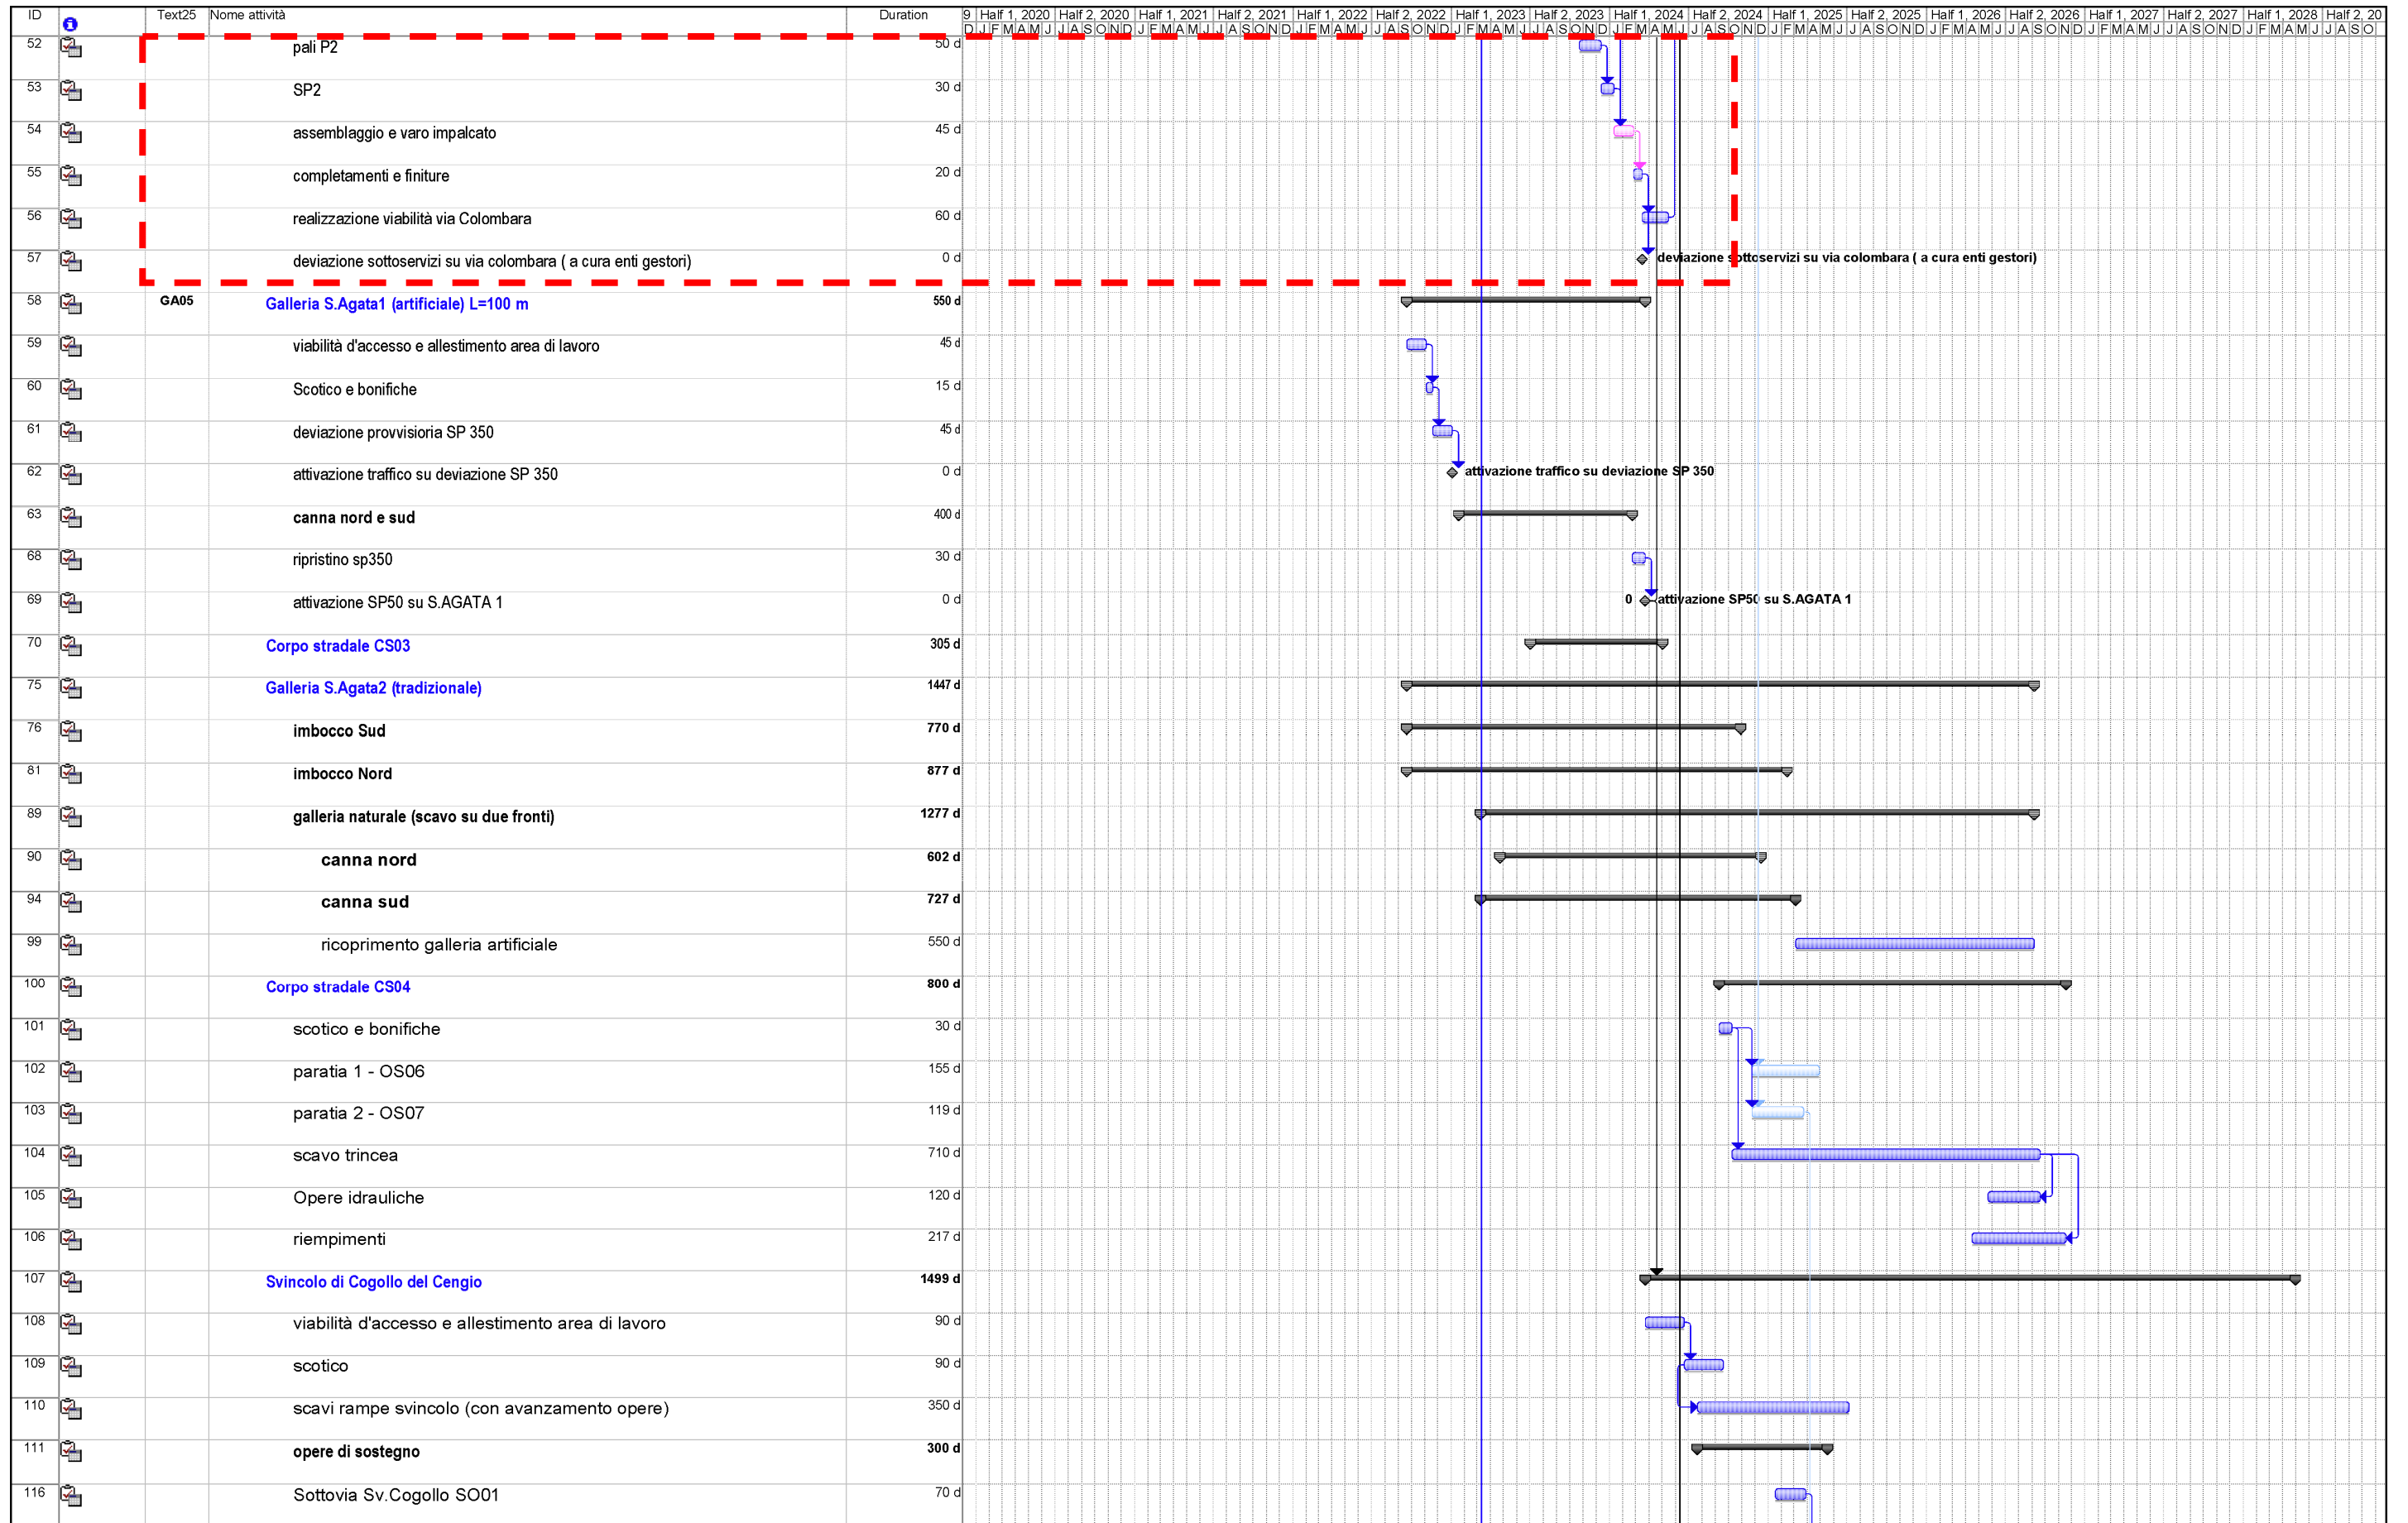 ID Text25 Nome attività Duration 9 Half 1, 2020 Half 2, 2020 Half 1, 2021 Half 2, 2021 Half 1, 2022 Half 2, 2022 Half 1, 2023 Half 2, 2023 Half 1, 2024 Half 2, 2024 Half 1, 2025 Half 2, 2025 Half 1, 2026 Half 2, 2026 Half 1, 2027 Half 2, 2027 Half 1, 2028 Half 2, 20
D J F M A M J J A S O N D J F M A M J J A S O N D J F M A M J J A S O N D J F M A M J J A S O N D J F M A M J J A S O N D J F M A M J J A S O N D J F M A M J J A S O N D J F M A M J J A S O N D J F M A M J J A S O
52 pali P2 50 d
53 SP2 30 d
54 assemblaggio e varo impalcato 45 d
55 completamenti e finiture 20 d
56 realizzazione viabilità via Colombara 60 d
57 deviazione sottoservizi su via colombara ( a cura enti gestori) 0 d deviazione sottoservizi su via colombara ( a cura enti gestori)
58 GA05 Galleria S.Agata1 (artificiale) L=100 m 550 d
59 viabilità d'accesso e allestimento area di lavoro 45 d
60 Scotico e bonifiche 15 d
61 deviazione provvisioria SP 350 45 d
62 attivazione traffico su deviazione SP 350 0 d attivazione traffico su deviazione SP 350
63 canna nord e sud 400 d
68 ripristino sp350 30 d
69 attivazione SP50 su S.AGATA 1 0 d 0 attivazione SP50 su S.AGATA 1
70 Corpo stradale CS03 305 d
75 Galleria S.Agata2 (tradizionale) 1447 d
76 imbocco Sud 770 d
81 imbocco Nord 877 d
89 galleria naturale (scavo su due fronti) 1277 d
90 canna nord 602 d
94 canna sud 727 d
99 ricoprimento galleria artificiale 550 d
100 Corpo stradale CS04 800 d
101 scotico e bonifiche 30 d
102 paratia 1 - OS06 155 d
103 paratia 2 - OS07 119 d
104 scavo trincea 710 d
105 Opere idrauliche 120 d
106 riempimenti 217 d
107 Svincolo di Cogollo del Cengio 1499 d
108 viabilità d'accesso e allestimento area di lavoro 90 d
109 scotico 90 d
110 scavi rampe svincolo (con avanzamento opere) 350 d
111 opere di sostegno 300 d
116 Sottovia Sv.Cogollo SO01 70 d